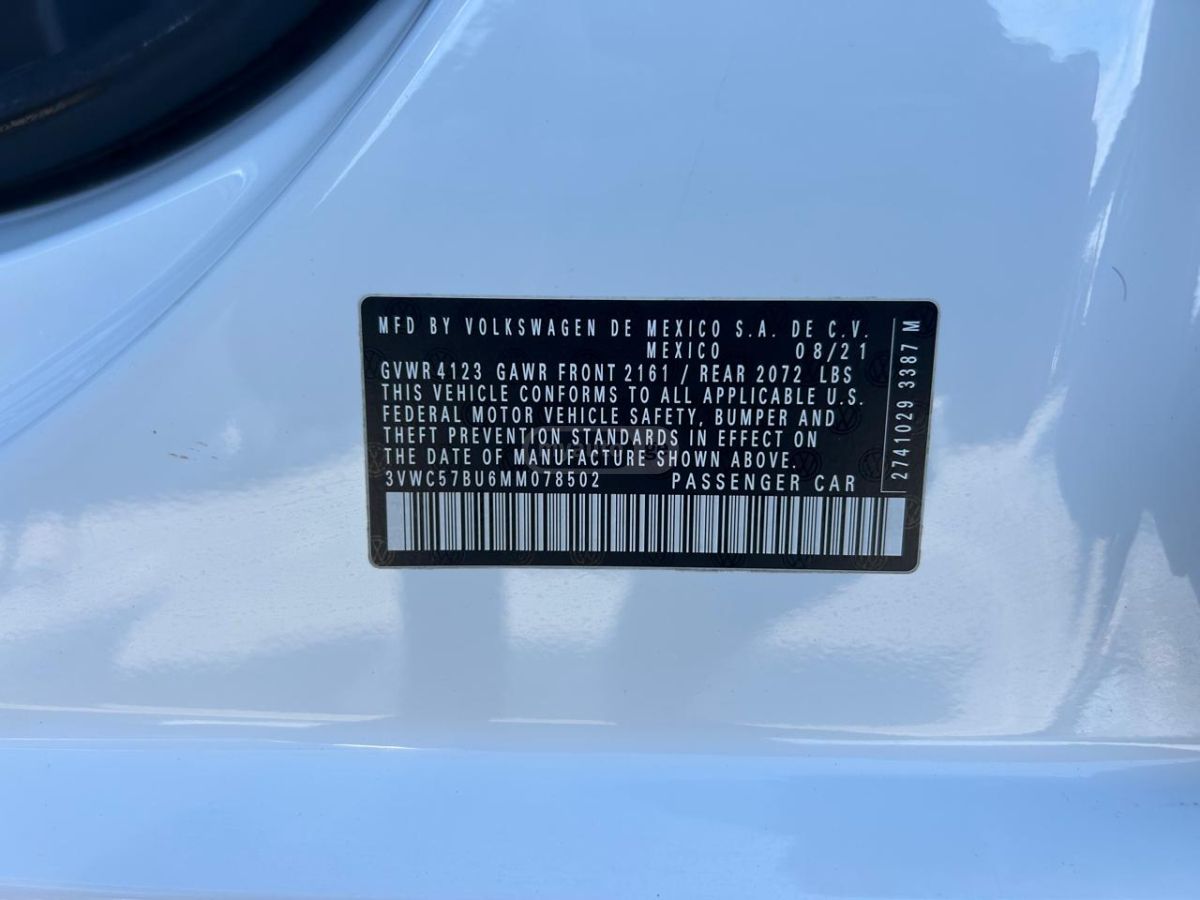 MFD BY VOLKSWAGEN DE MEXICO S.A. DE C.V.
MEXICO 08/21
GVWR 4123 GAWR FRONT 2161 / REAR 2072 LBS
THIS VEHICLE CONFORMS TO ALL APPLICABLE U.S.
FEDERAL MOTOR VEHICLE SAFETY, BUMPER AND
THEFT PREVENTION STANDARDS IN EFFECT ON
THE DATE OF MANUFACTURE SHOWN ABOVE.
3VWC57BU6MM078502 PASSENGER CAR
2741029 3387 M